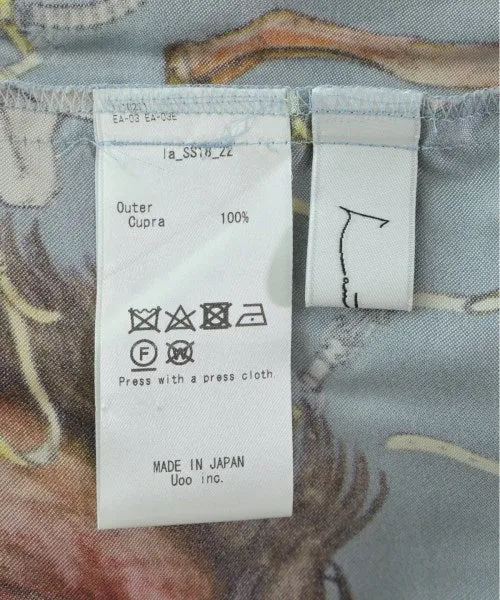 EA-03 EA-03E
la_SS18_22
Outer
Cupra 100%
F
W
Press with a press cloth
MADE IN JAPAN
Uoo inc.